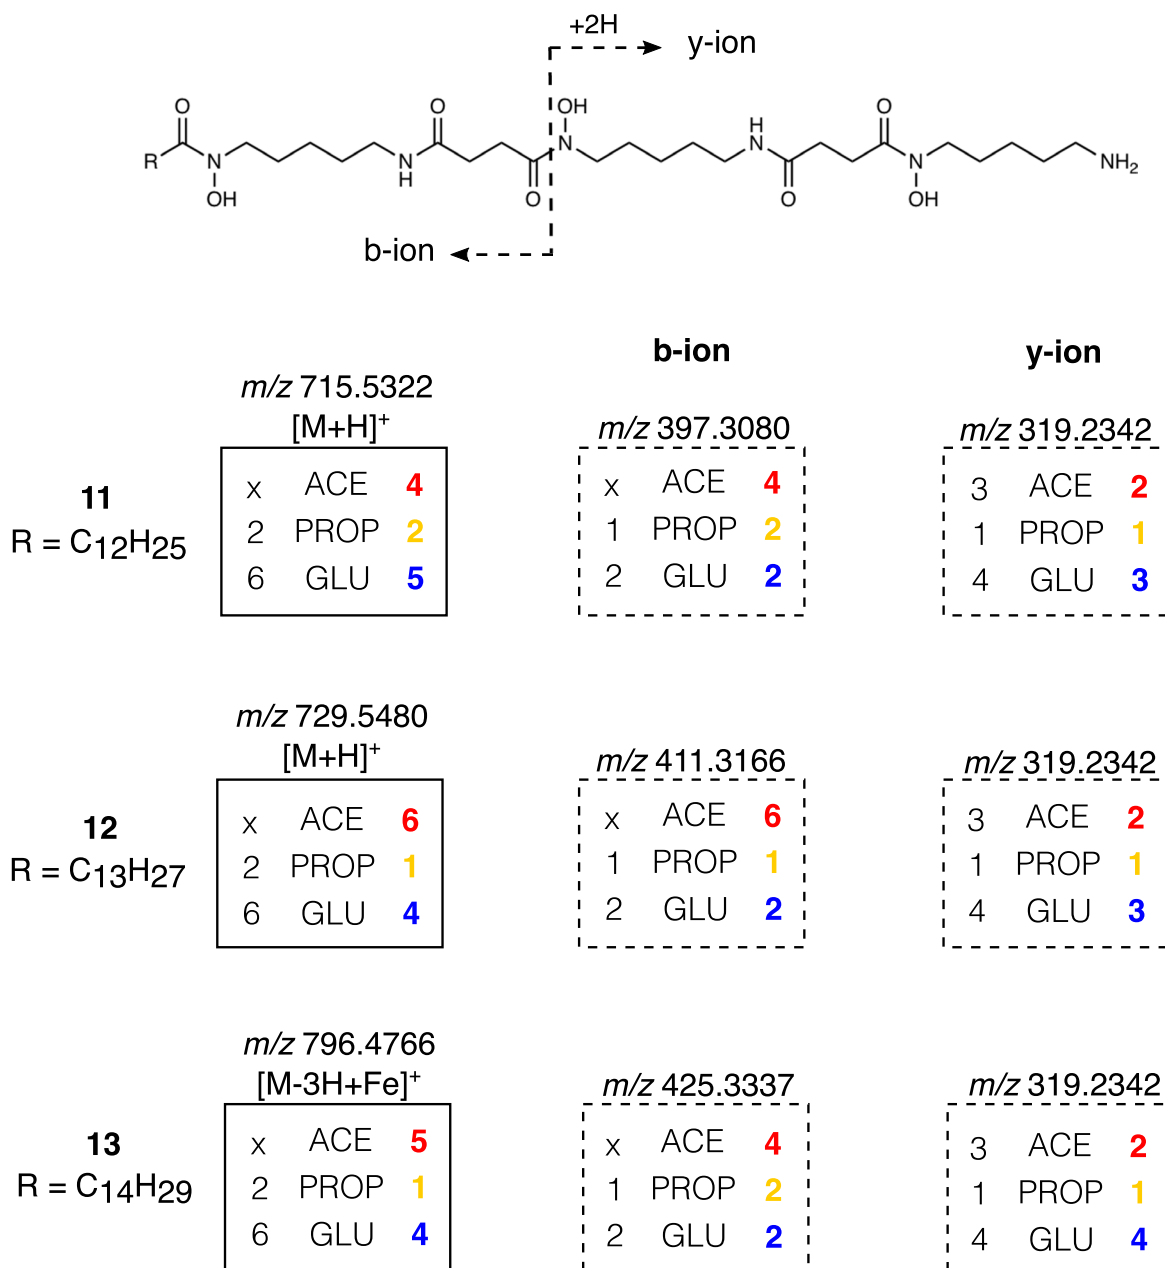 +2H
y-ion
O
OH
H
N
O
R
N
OH
N
H
O
O
N
O
N
OH
NH2
b-ion
b-ion
y-ion
m/z 715.5322
[M+H]+
m/z 397.3080
m/z 319.2342
11
R = C12H25
x ACE 4
2 PROP 2
6 GLU 5
x ACE 4
1 PROP 2
2 GLU 2
3 ACE 2
1 PROP 1
4 GLU 3
m/z 729.5480
[M+H]+
m/z 411.3166
m/z 319.2342
12
R = C13H27
x ACE 6
2 PROP 1
6 GLU 4
x ACE 6
1 PROP 1
2 GLU 2
3 ACE 2
1 PROP 1
4 GLU 3
m/z 796.4766
[M-3H+Fe]+
m/z 425.3337
m/z 319.2342
13
R = C14H29
x ACE 5
2 PROP 1
6 GLU 4
x ACE 4
1 PROP 2
2 GLU 2
3 ACE 2
1 PROP 1
4 GLU 4